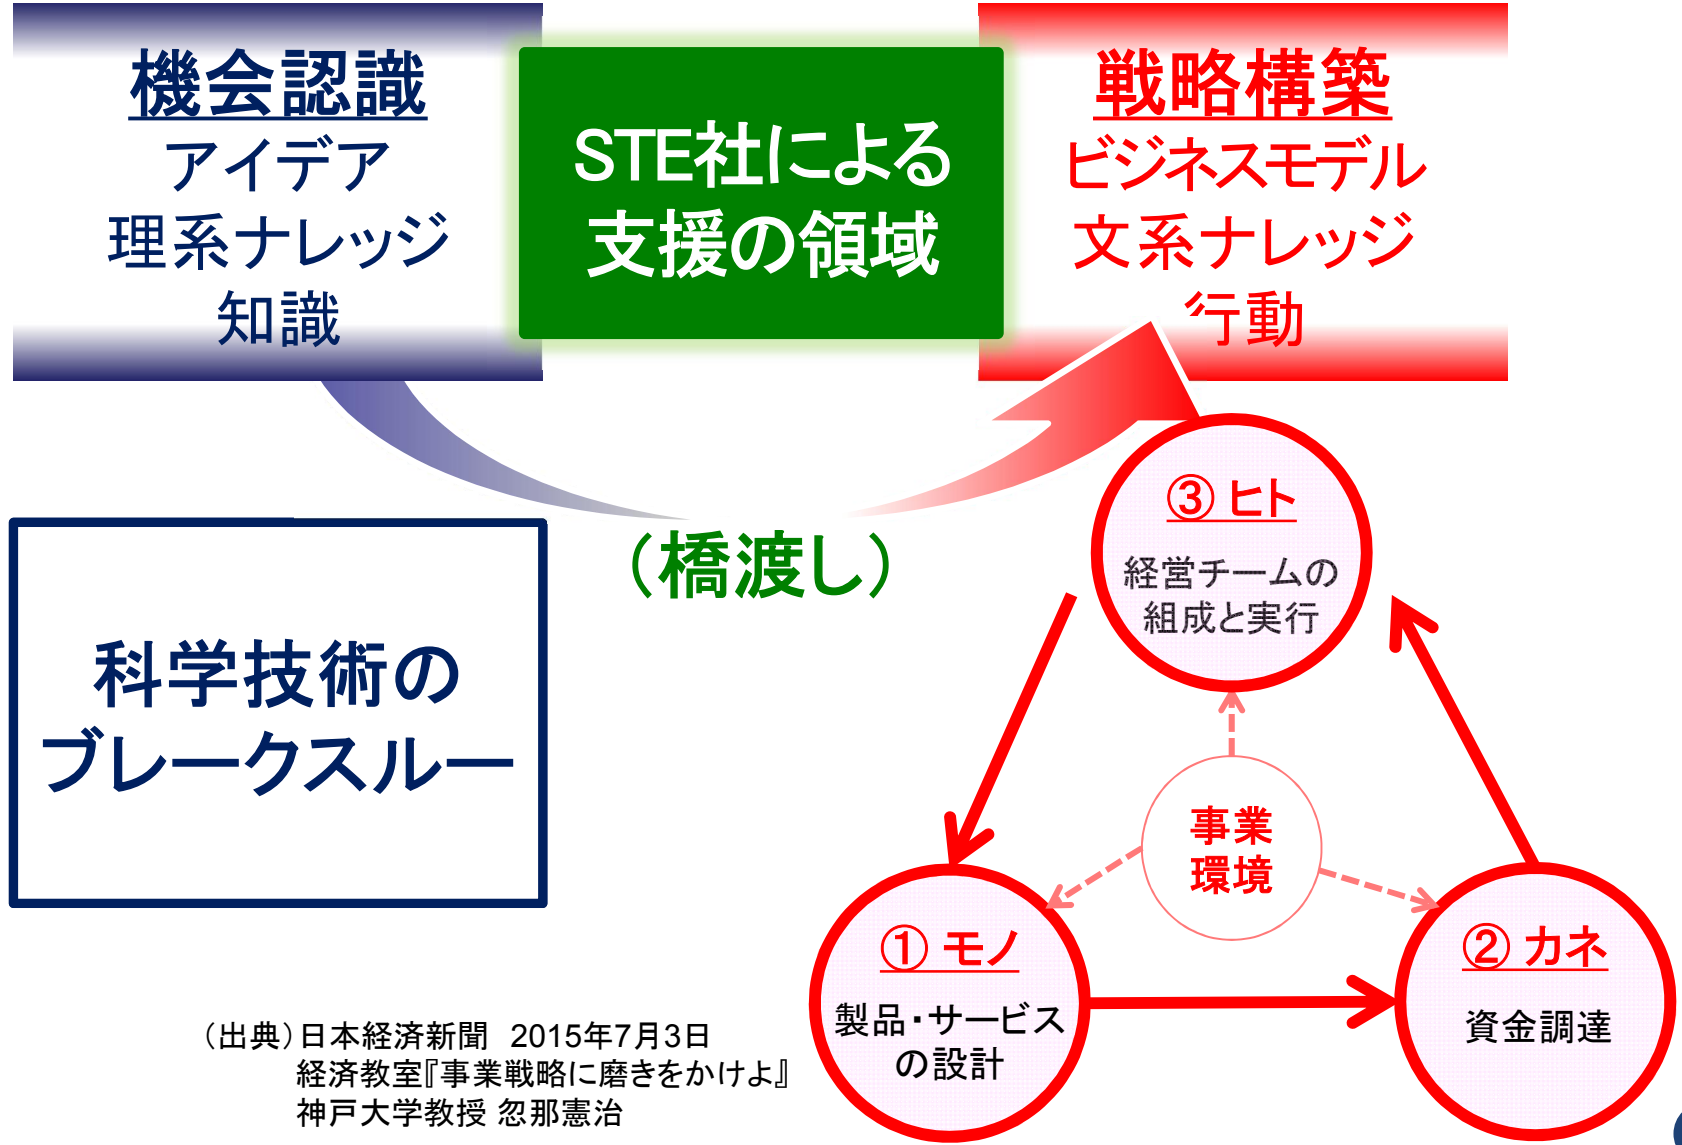 機会認識
アイデア
理系ナレッジ
知識
STE社による
支援の領域
戦略構築
ビジネスモデル
文系ナレッジ
行動
（橋渡し）
科学技術の
ブレークスルー
③ ヒト
経営チームの
組成と実行
事業
環境
① モノ
製品・サービス
の設計
② カネ
資金調達
（出典）日本経済新聞　2015年7月3日
経済教室『事業戦略に磨きをかけよ』
神戸大学教授 忽那憲治